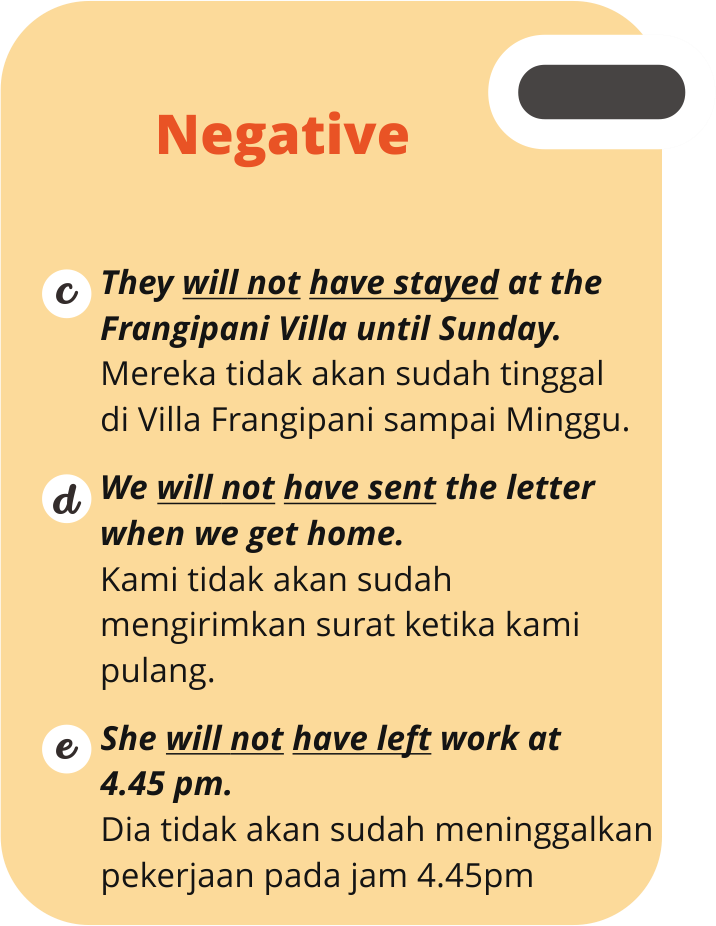 Negative
c They will not have stayed at the
Frangipani Villa until Sunday.
Mereka tidak akan sudah tinggal
di Villa Frangipani sampai Minggu.
d We will not have sent the letter
when we get home.
Kami tidak akan sudah
mengirimkan surat ketika kami
pulang.
e She will not have left work at
4.45 pm.
Dia tidak akan sudah meninggalkan
pekerjaan pada jam 4.45pm